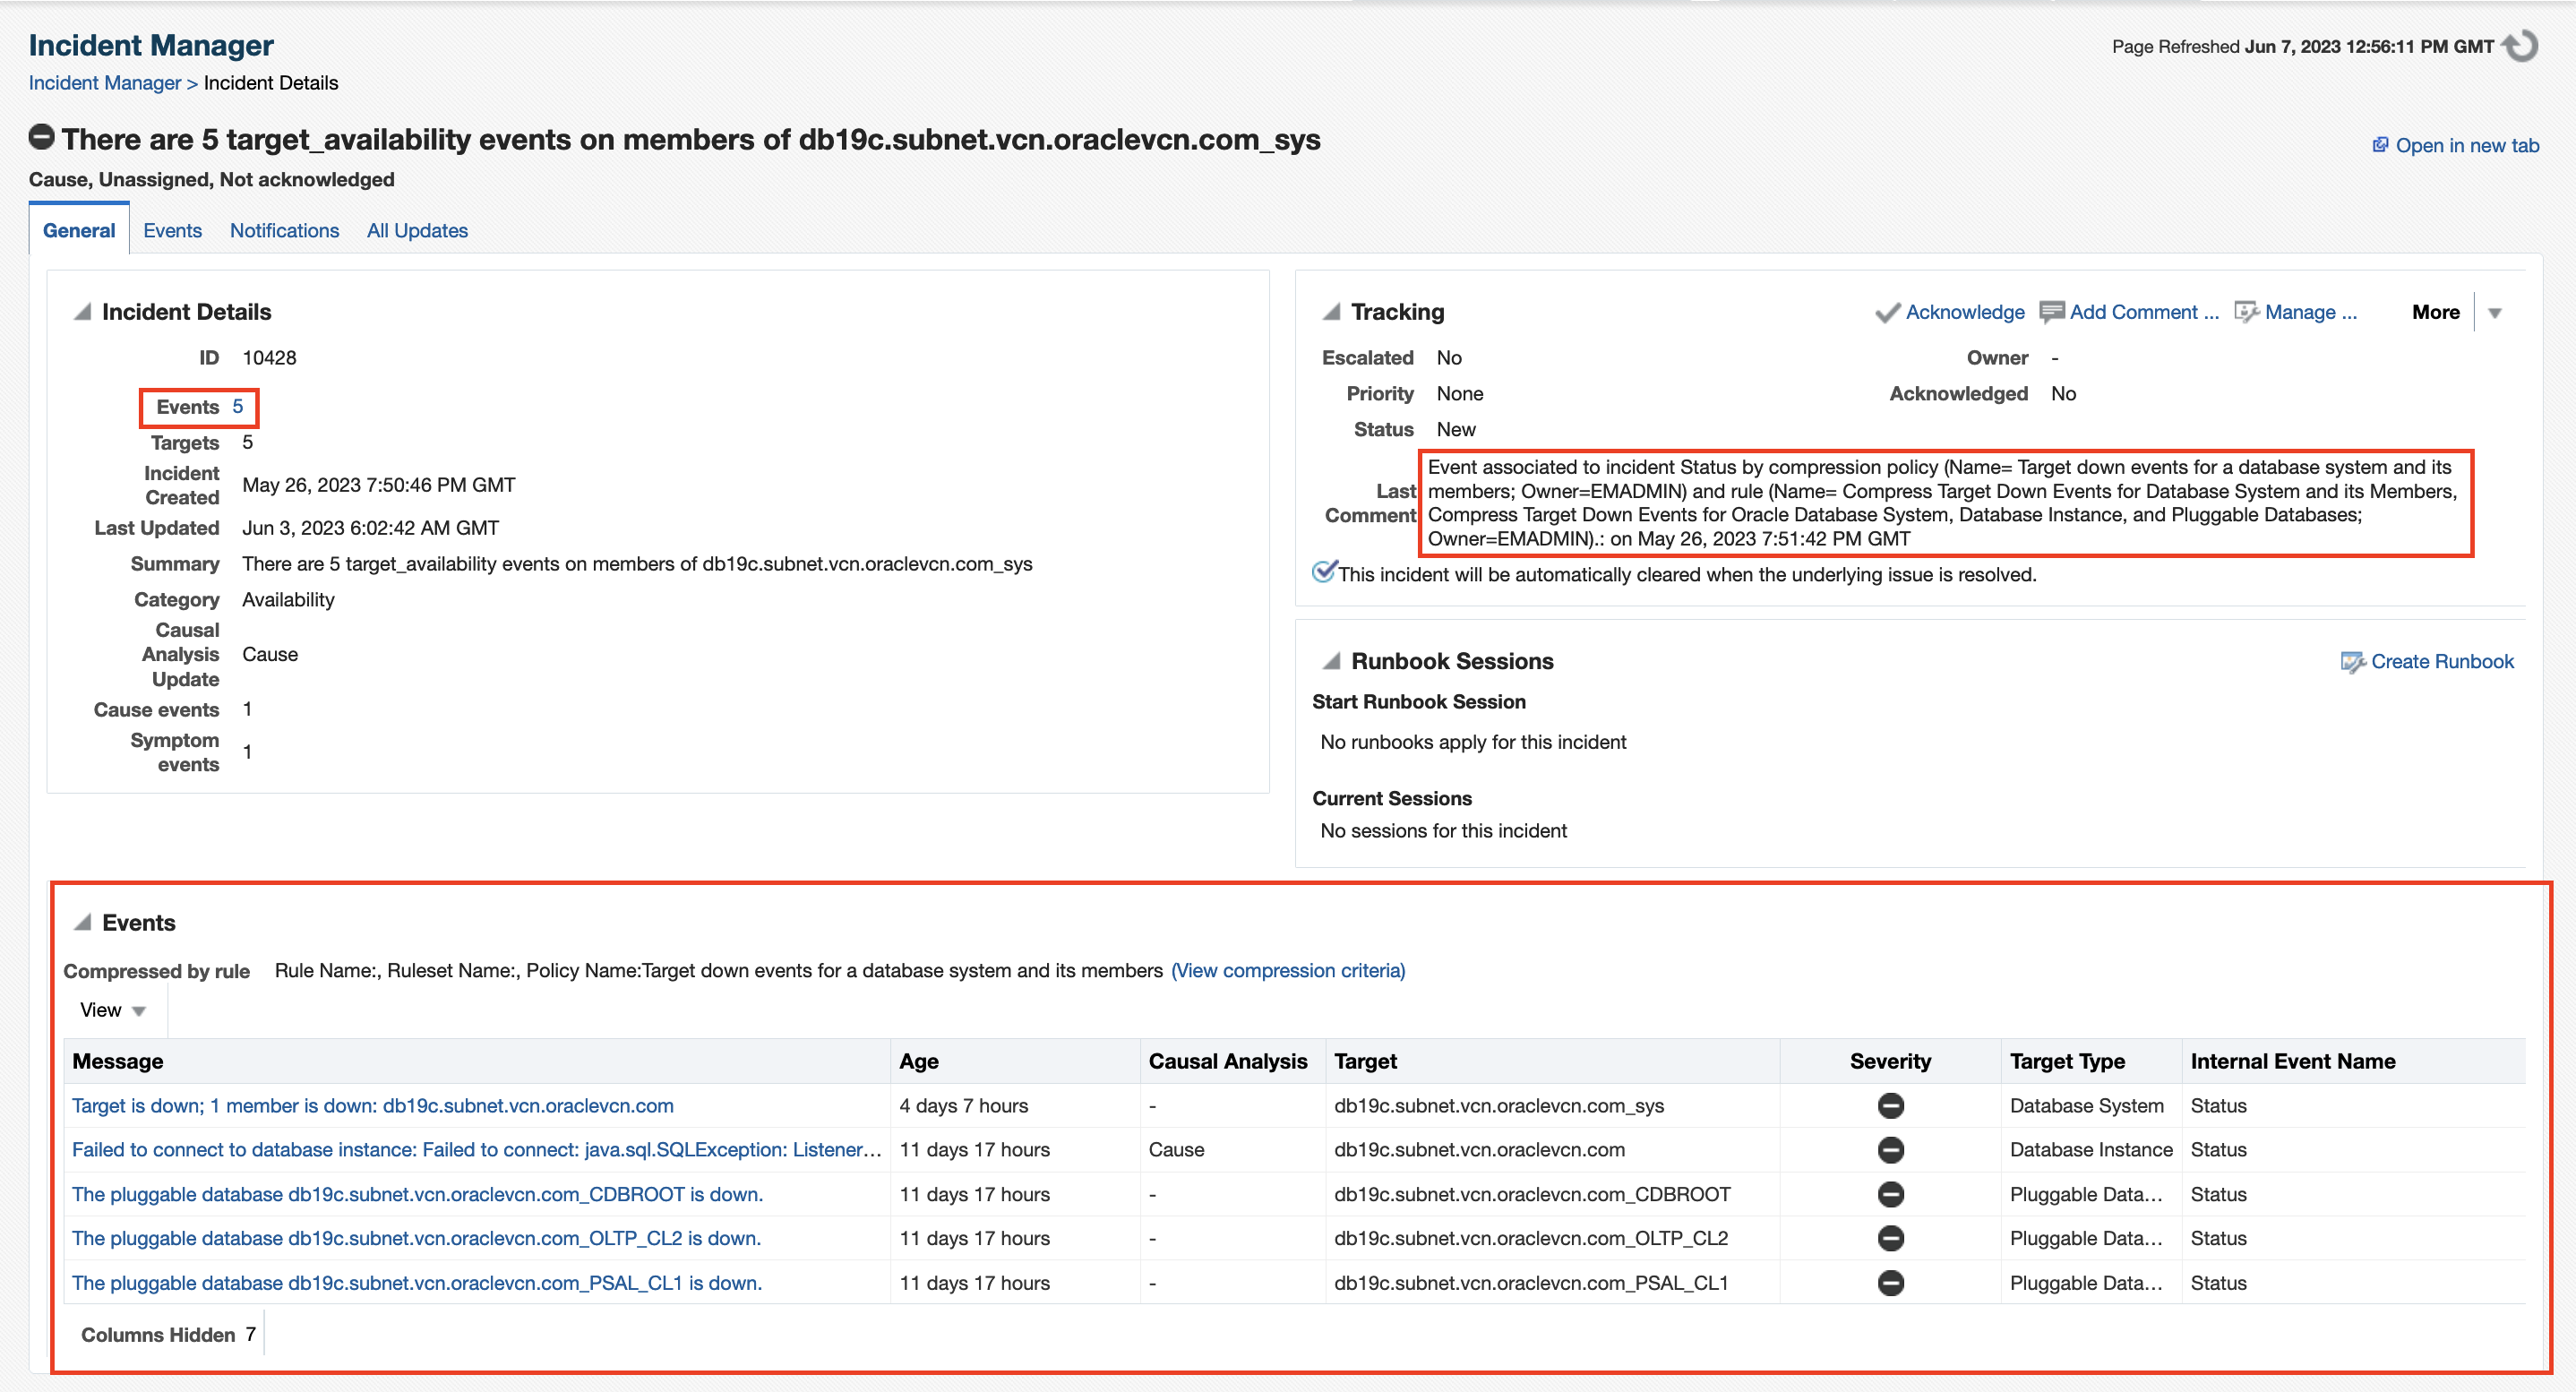 Incident Manager
Page Refreshed Jun 7, 2023 12:56:11 PM GMT
Incident Manager > Incident Details
There are 5 target_availability events on members of db19c.subnet.vcn.oraclevcn.com_sys
Open in new tab
Cause, Unassigned, Not acknowledged
General Events Notifications All Updates
Incident Details
ID 10428
Events 5
Targets 5
Incident
Created May 26, 2023 7:50:46 PM GMT
Last Updated Jun 3, 2023 6:02:42 AM GMT
Summary There are 5 target_availability events on members of db19c.subnet.vcn.oraclevcn.com_sys
Category Availability
Causal
Analysis Cause
Update
Cause events 1
Symptom
events 1
Tracking Acknowledge Add Comment ... Manage ... More
Escalated No Owner -
Priority None Acknowledged No
Status New
Last
Comment
Event associated to incident Status by compression policy (Name= Target down events for a database system and its
members; Owner=EMADMIN) and rule (Name= Compress Target Down Events for Database System and its Members,
Compress Target Down Events for Oracle Database System, Database Instance, and Pluggable Databases;
Owner=EMADMIN).: on May 26, 2023 7:51:42 PM GMT
This incident will be automatically cleared when the underlying issue is resolved.
Runbook Sessions Create Runbook
Start Runbook Session
No runbooks apply for this incident
Current Sessions
No sessions for this incident
Events
Compressed by rule Rule Name:, Ruleset Name:, Policy Name:Target down events for a database system and its members (View compression criteria)
View
Message Age Causal Analysis Target Severity Target Type Internal Event Name
Target is down; 1 member is down: db19c.subnet.vcn.oraclevcn.com 4 days 7 hours - db19c.subnet.vcn.oraclevcn.com_sys Database System Status
Failed to connect to database instance: Failed to connect: java.sql.SQLException: Listener... 11 days 17 hours Cause db19c.subnet.vcn.oraclevcn.com Database Instance Status
The pluggable database db19c.subnet.vcn.oraclevcn.com_CDBROOT is down. 11 days 17 hours - db19c.subnet.vcn.oraclevcn.com_CDBROOT Pluggable Data... Status
The pluggable database db19c.subnet.vcn.oraclevcn.com_OLTP_CL2 is down. 11 days 17 hours - db19c.subnet.vcn.oraclevcn.com_OLTP_CL2 Pluggable Data... Status
The pluggable database db19c.subnet.vcn.oraclevcn.com_PSAL_CL1 is down. 11 days 17 hours - db19c.subnet.vcn.oraclevcn.com_PSAL_CL1 Pluggable Data... Status
Columns Hidden 7